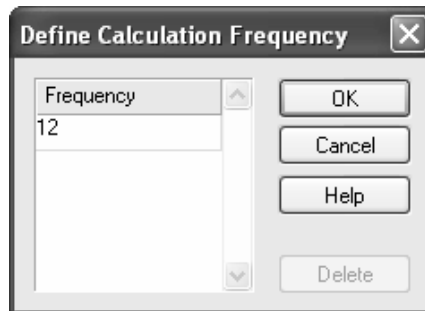 Define Calculation Frequency
Frequency
12
OK
Cancel
Help
Delete